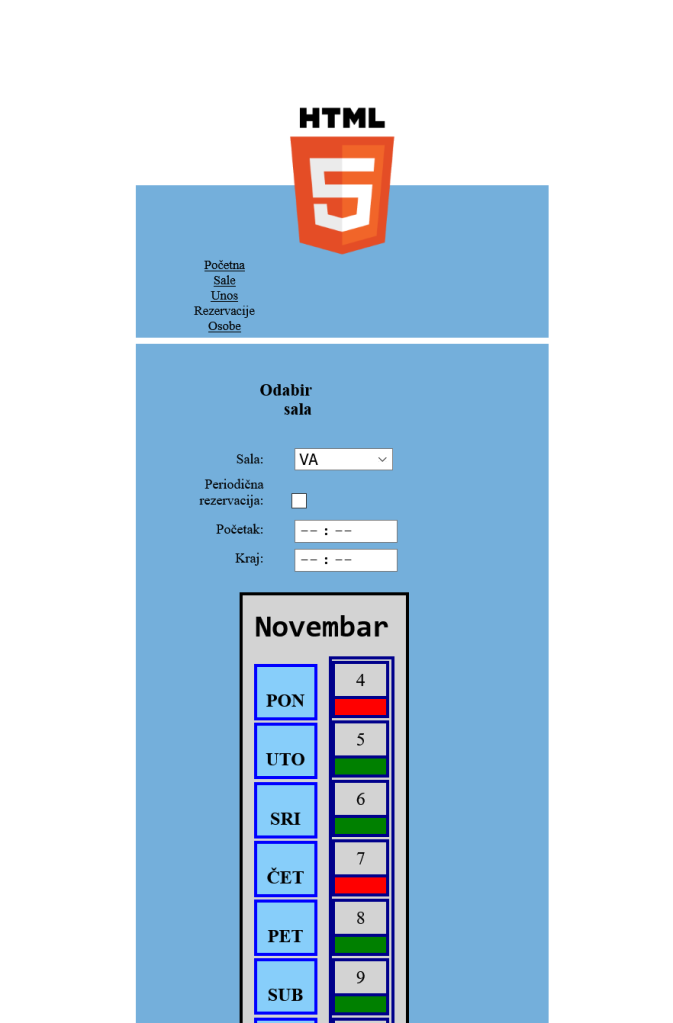 HTML
5
Početna
Sale
Unos
Rezervacije
Osobe
Odabir
sala
Sala:
VA
Periodična
rezervacija:
Početak:
-- : --
Kraj:
-- : --
Novembar
PON
4
UTO
5
SRI
6
ČET
7
PET
8
SUB
9